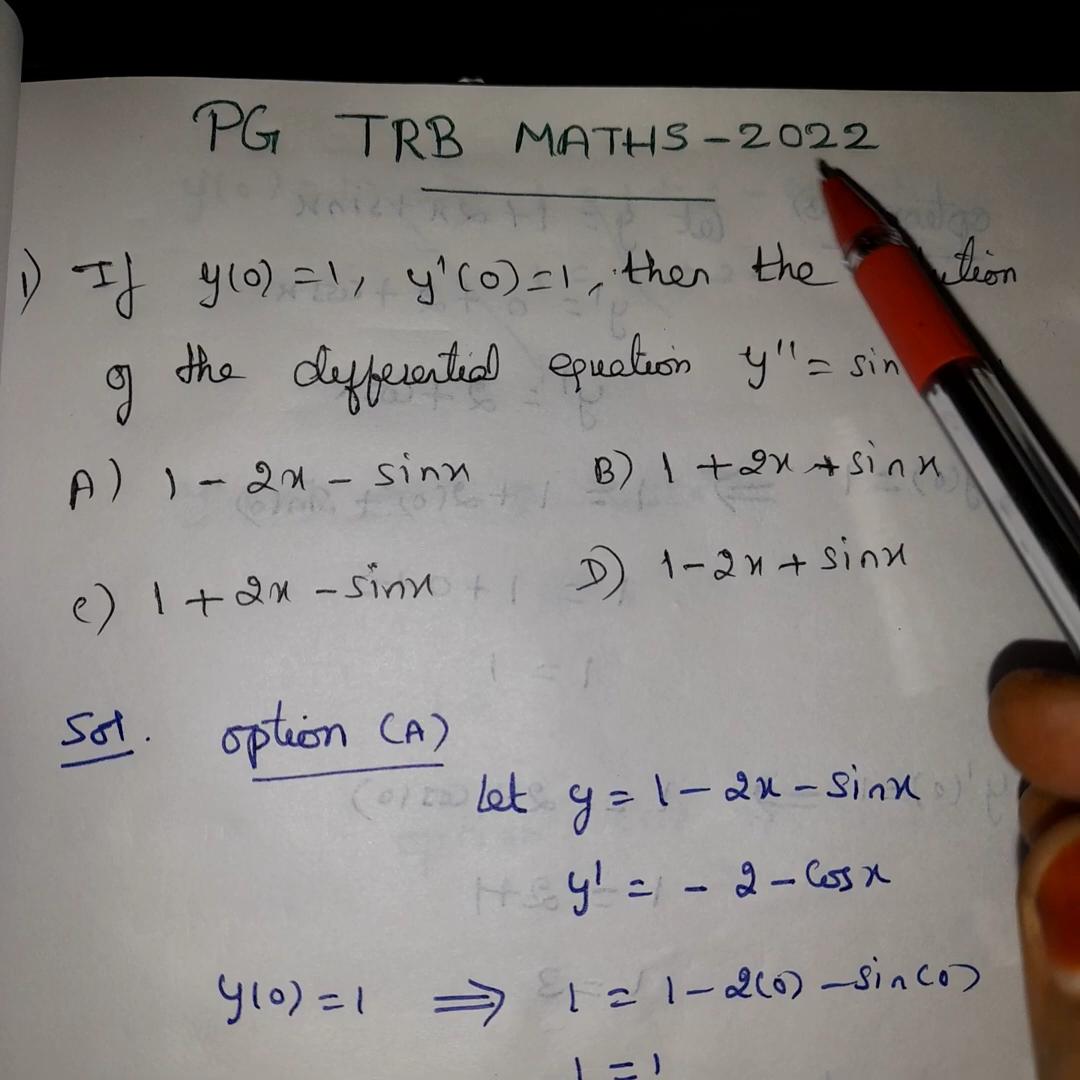 PG TRB MATHS-2022
1) If y(0)=1, y'(0)=1, then the
of the differential equation y''= sin
A) 1 - 2x - sinx
B) 1 + 2x + sinx
C) 1 + 2x - sinx
D) 1 - 2x + sinx
Sol. option (A)
let y = 1 - 2x - sinx
y' = - 2 - Cosx
y(0) = 1 ⟹ 1 = 1 - 2(0) - sin(0)
1 = 1